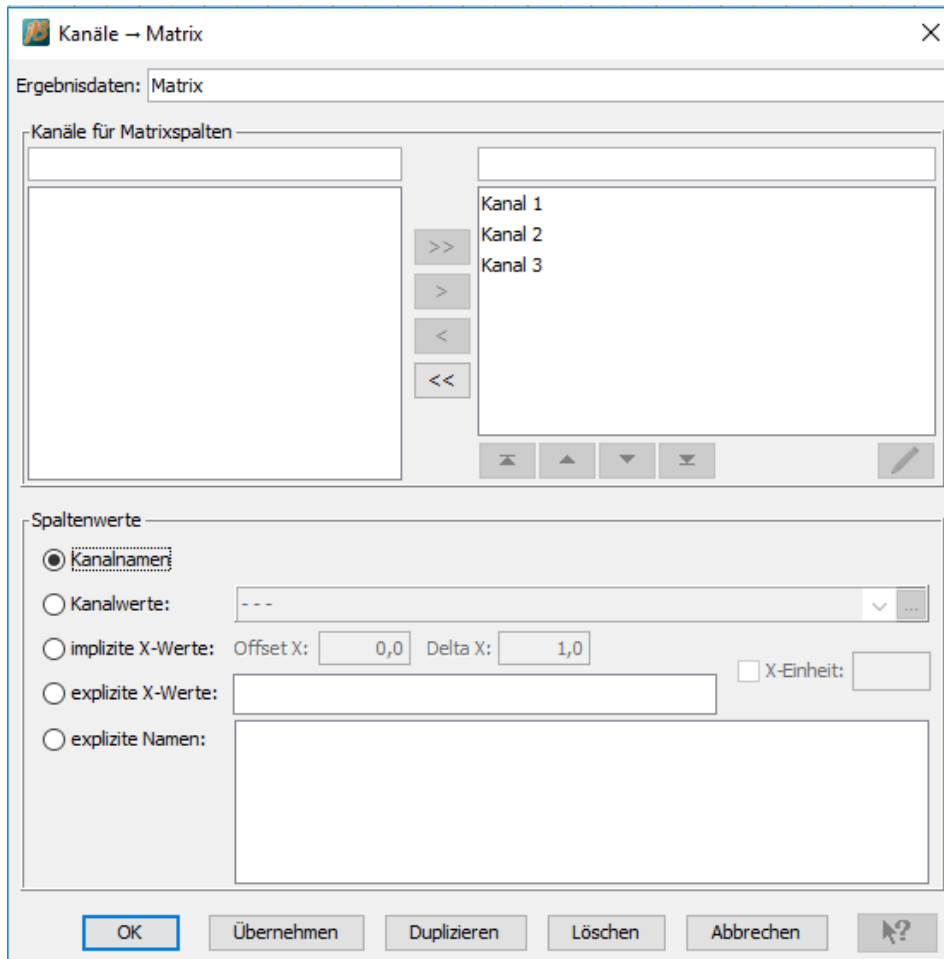 Kanäle → Matrix
Ergebnisdaten: Matrix
Kanäle für Matrixspalten
Kanal 1
Kanal 2
Kanal 3
>>
>
<
<<
Spaltenwerte
Kanalnamen
Kanalwerte: --- ...
implizite X-Werte: Offset X: 0,0 Delta X: 1,0
X-Einheit:
explizite X-Werte:
explizite Namen:
OK Übernehmen Duplizieren Löschen Abbrechen ?